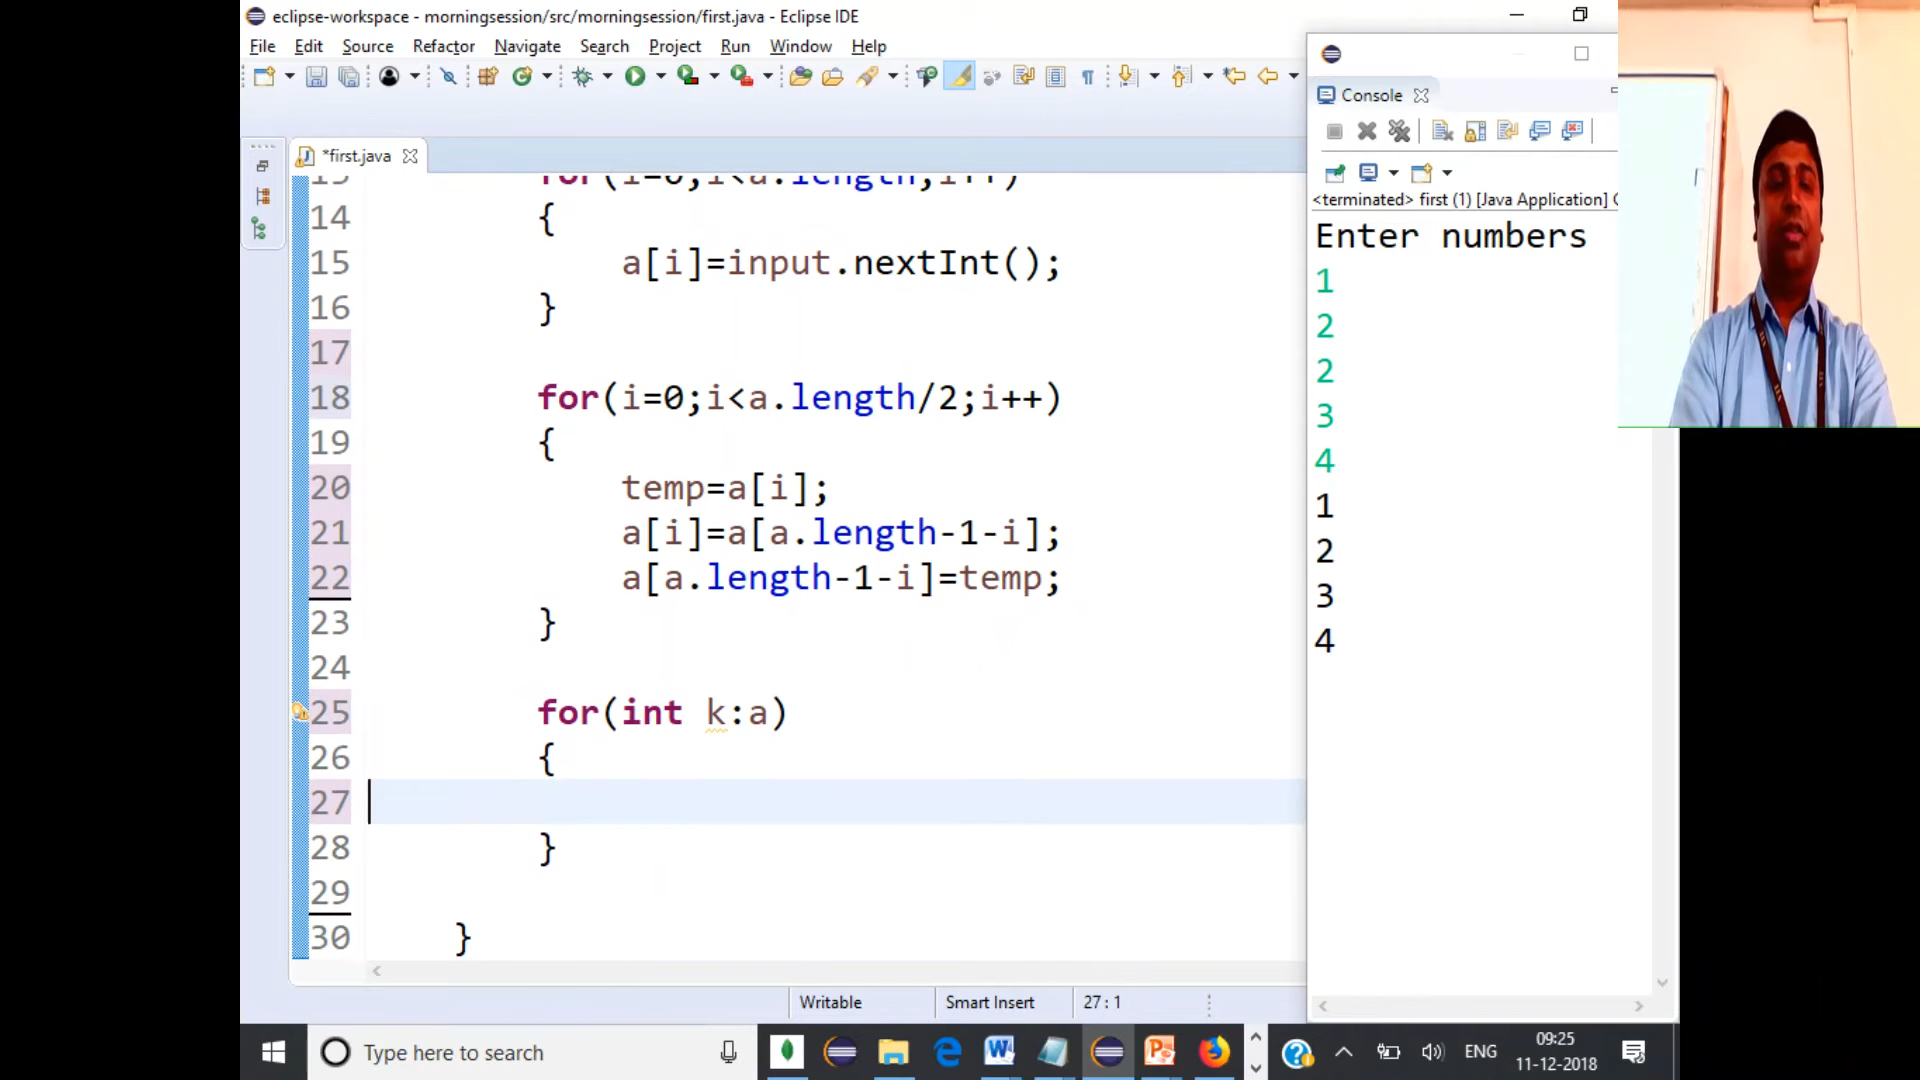 eclipse-workspace - morningsession/src/morningsession/first.java - Eclipse IDE
File Edit Source Refactor Navigate Search Project Run Window Help
*first.java
14 {
15 a[i]=input.nextInt();
16 }
17
18 for(i=0;i<a.length/2;i++)
19 {
20 temp=a[i];
21 a[i]=a[a.length-1-i];
22 a[a.length-1-i]=temp;
23 }
24
25 for(int k:a)
26 {
27
28 }
29
30 }
Writable Smart Insert 27 : 1
Console
<terminated> first (1) [Java Application]
Enter numbers
1
2
2
3
4
1
2
3
4
Type here to search
ENG
09:25
11-12-2018